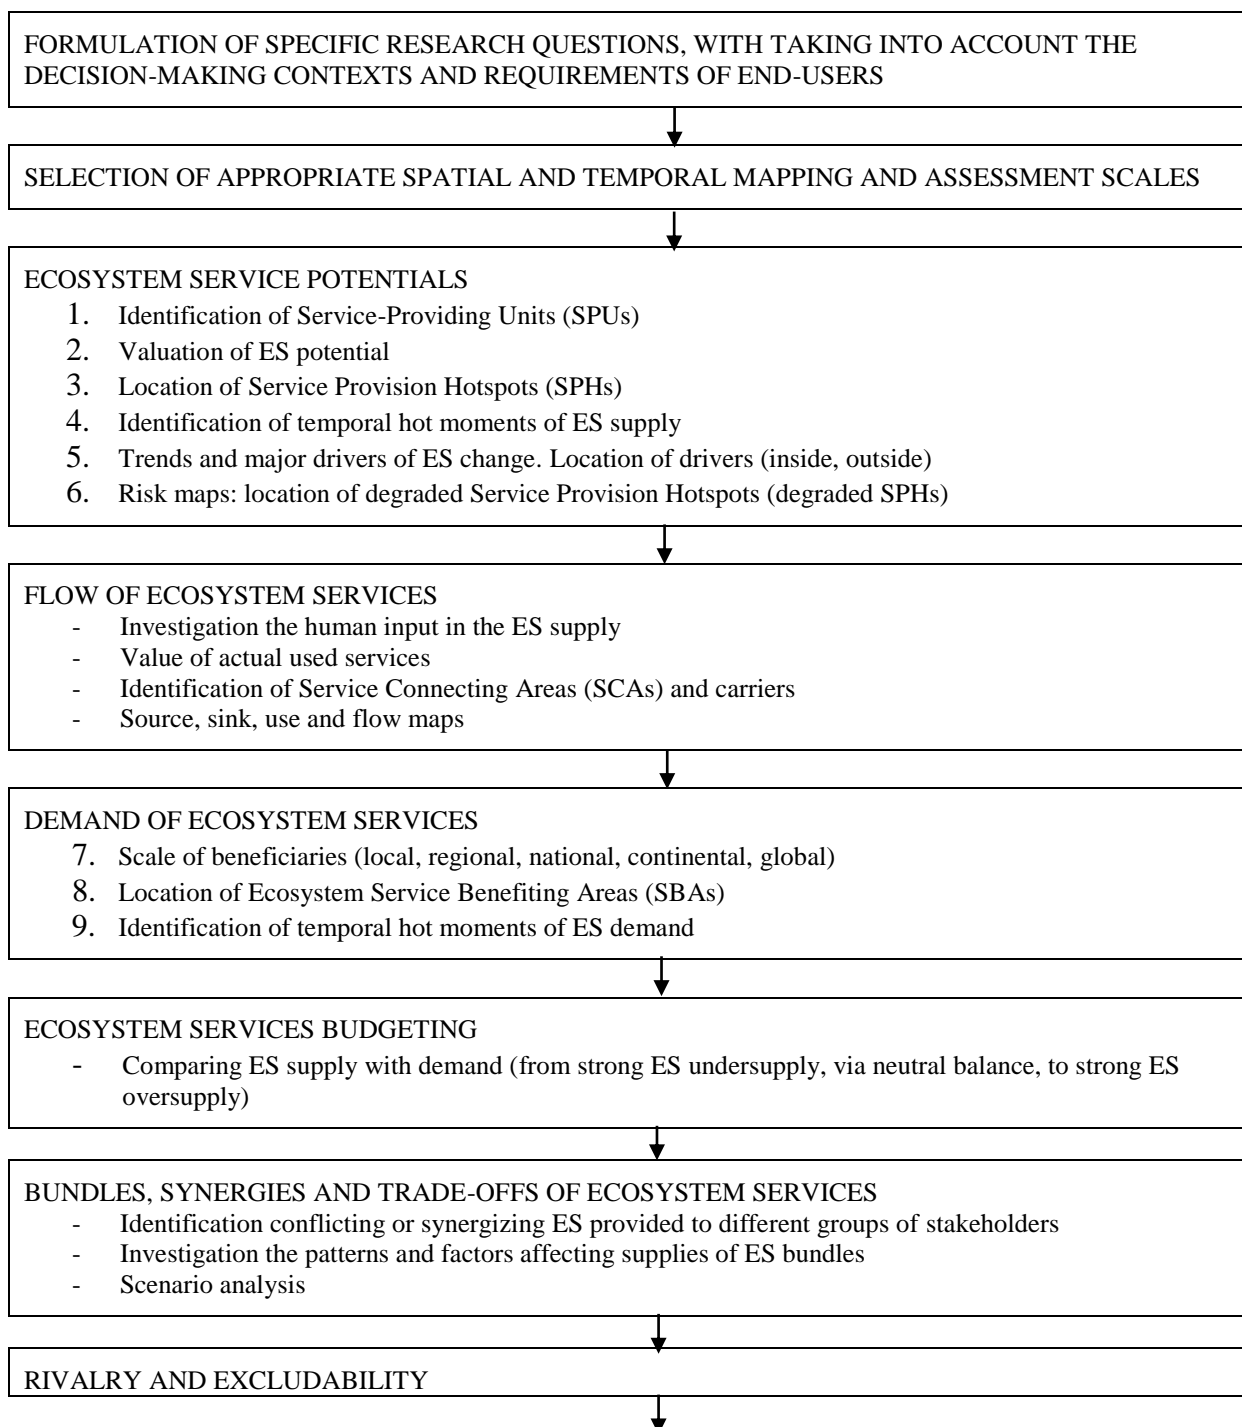 FORMULATION OF SPECIFIC RESEARCH QUESTIONS, WITH TAKING INTO ACCOUNT THE
DECISION-MAKING CONTEXTS AND REQUIREMENTS OF END-USERS
SELECTION OF APPROPRIATE SPATIAL AND TEMPORAL MAPPING AND ASSESSMENT SCALES
ECOSYSTEM SERVICE POTENTIALS
1. Identification of Service-Providing Units (SPUs)
2. Valuation of ES potential
3. Location of Service Provision Hotspots (SPHs)
4. Identification of temporal hot moments of ES supply
5. Trends and major drivers of ES change. Location of drivers (inside, outside)
6. Risk maps: location of degraded Service Provision Hotspots (degraded SPHs)
FLOW OF ECOSYSTEM SERVICES
- Investigation the human input in the ES supply
- Value of actual used services
- Identification of Service Connecting Areas (SCAs) and carriers
- Source, sink, use and flow maps
DEMAND OF ECOSYSTEM SERVICES
7. Scale of beneficiaries (local, regional, national, continental, global)
8. Location of Ecosystem Service Benefiting Areas (SBAs)
9. Identification of temporal hot moments of ES demand
ECOSYSTEM SERVICES BUDGETING
- Comparing ES supply with demand (from strong ES undersupply, via neutral balance, to strong ES
oversupply)
BUNDLES, SYNERGIES AND TRADE-OFFS OF ECOSYSTEM SERVICES
- Identification conflicting or synergizing ES provided to different groups of stakeholders
- Investigation the patterns and factors affecting supplies of ES bundles
- Scenario analysis
RIVALRY AND EXCLUDABILITY